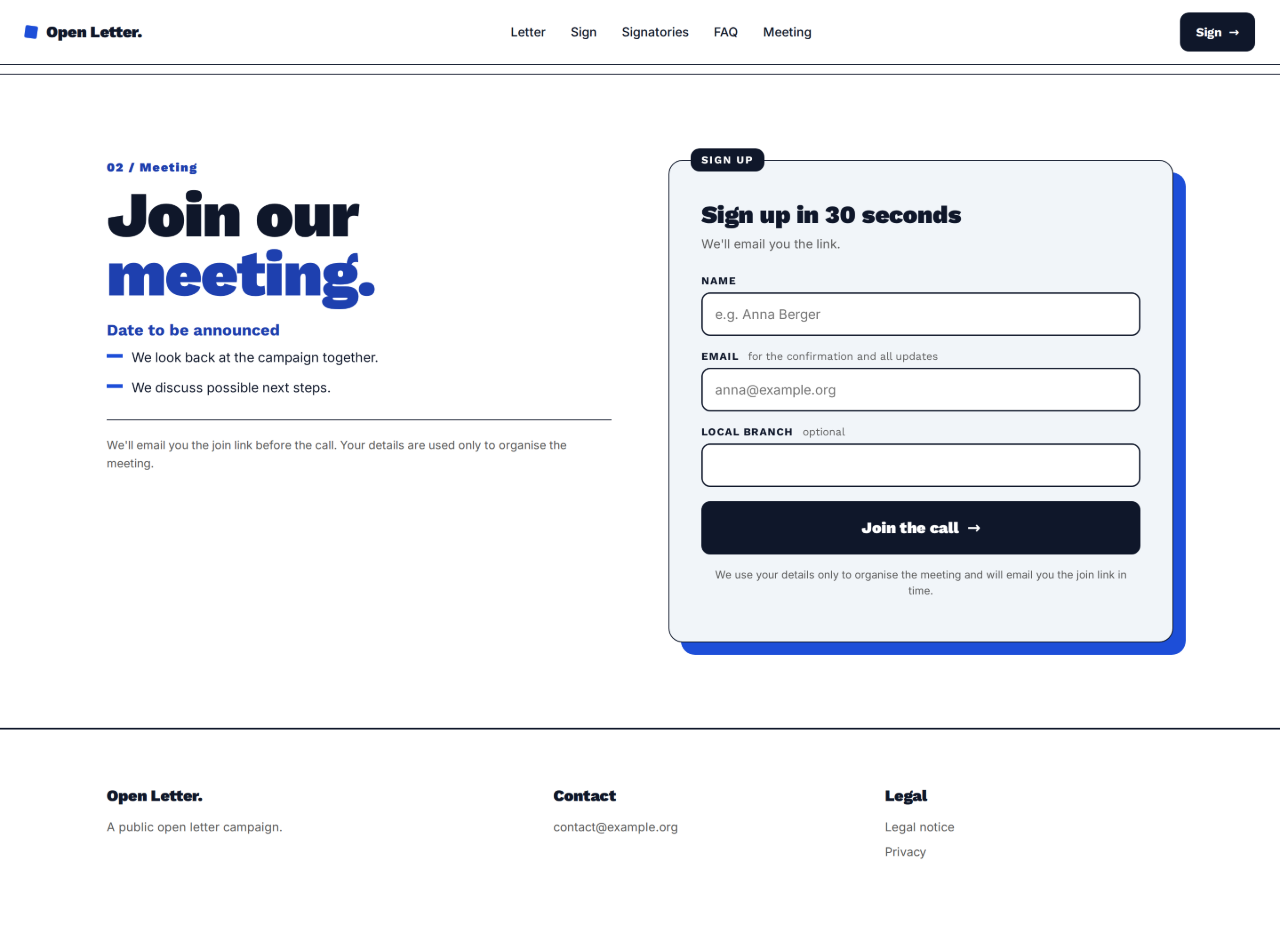 Open Letter.
Letter
Sign
Signatories
FAQ
Meeting
Sign →
02 / Meeting
Join our
meeting.
Date to be announced
We look back at the campaign together.
We discuss possible next steps.
We'll email you the join link before the call. Your details are used only to organise the
meeting.
SIGN UP
Sign up in 30 seconds
We'll email you the link.
NAME
e.g. Anna Berger
EMAIL for the confirmation and all updates
anna@example.org
LOCAL BRANCH optional
Join the call →
We use your details only to organise the meeting and will email you the join link in
time.
Open Letter.
A public open letter campaign.
Contact
contact@example.org
Legal
Legal notice
Privacy